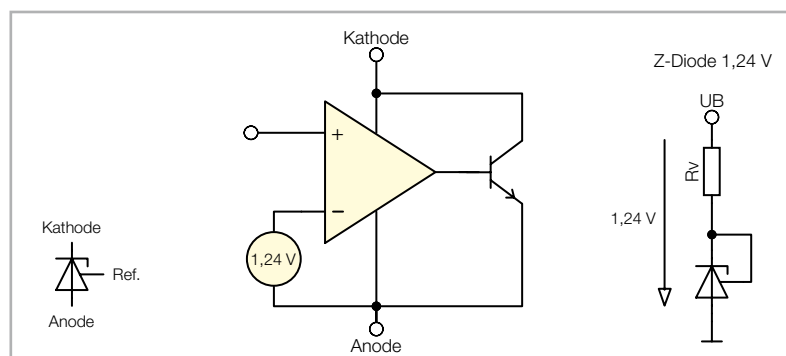 Kathode
Z-Diode 1,24 V
UB
+
Rv
1,24 V
–
Kathode
1,24 V
Ref.
Anode
Anode